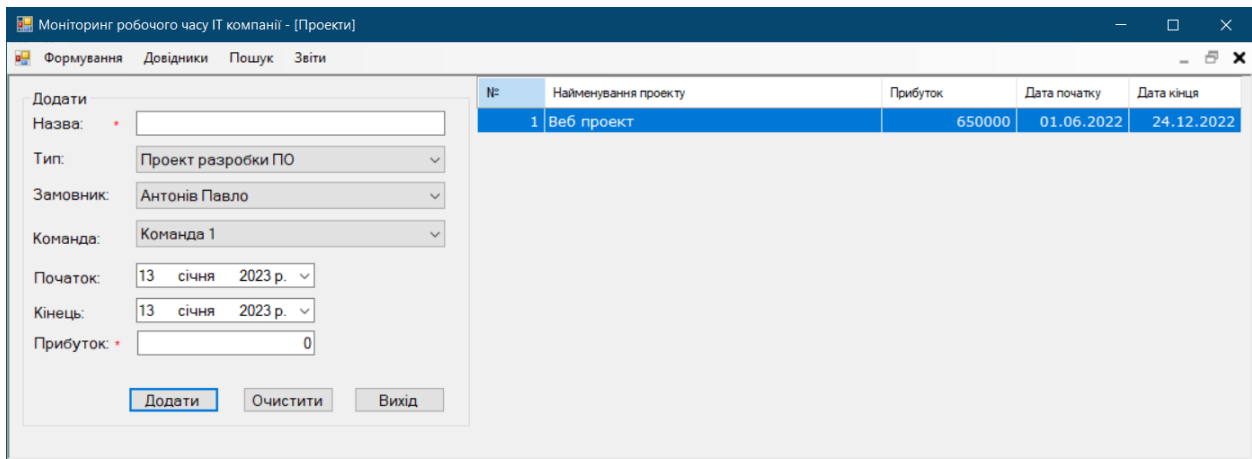 Моніторинг робочого часу ІТ компанії - [Проекти]
Формування Довідники Пошук Звіти
Додати
Назва: *
Тип: Проект разробки ПО
Замовник: Антонів Павло
Команда: Команда 1
Початок: 13 січня 2023 р.
Кінець: 13 січня 2023 р.
Прибуток: * 0
Додати Очистити Вихід
№ Найменування проекту Прибуток Дата початку Дата кінця
1 Веб проект 650000 01.06.2022 24.12.2022